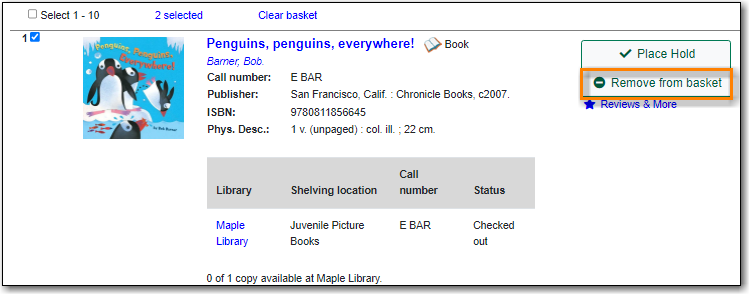 Select 1 - 10 2 selected Clear basket
1
Penguins, Penguins,
Everywhere!
Bob Barner
Penguins, penguins, everywhere! Book
Barner, Bob.
Call number: E BAR
Publisher: San Francisco, Calif. : Chronicle Books, c2007.
ISBN: 9780811856645
Phys. Desc.: 1 v. (unpaged) : col. ill. ; 22 cm.
Place Hold
Remove from basket
Reviews & More
Library Shelving location Call number Status
Maple Library Juvenile Picture Books E BAR Checked out
0 of 1 copy available at Maple Library.